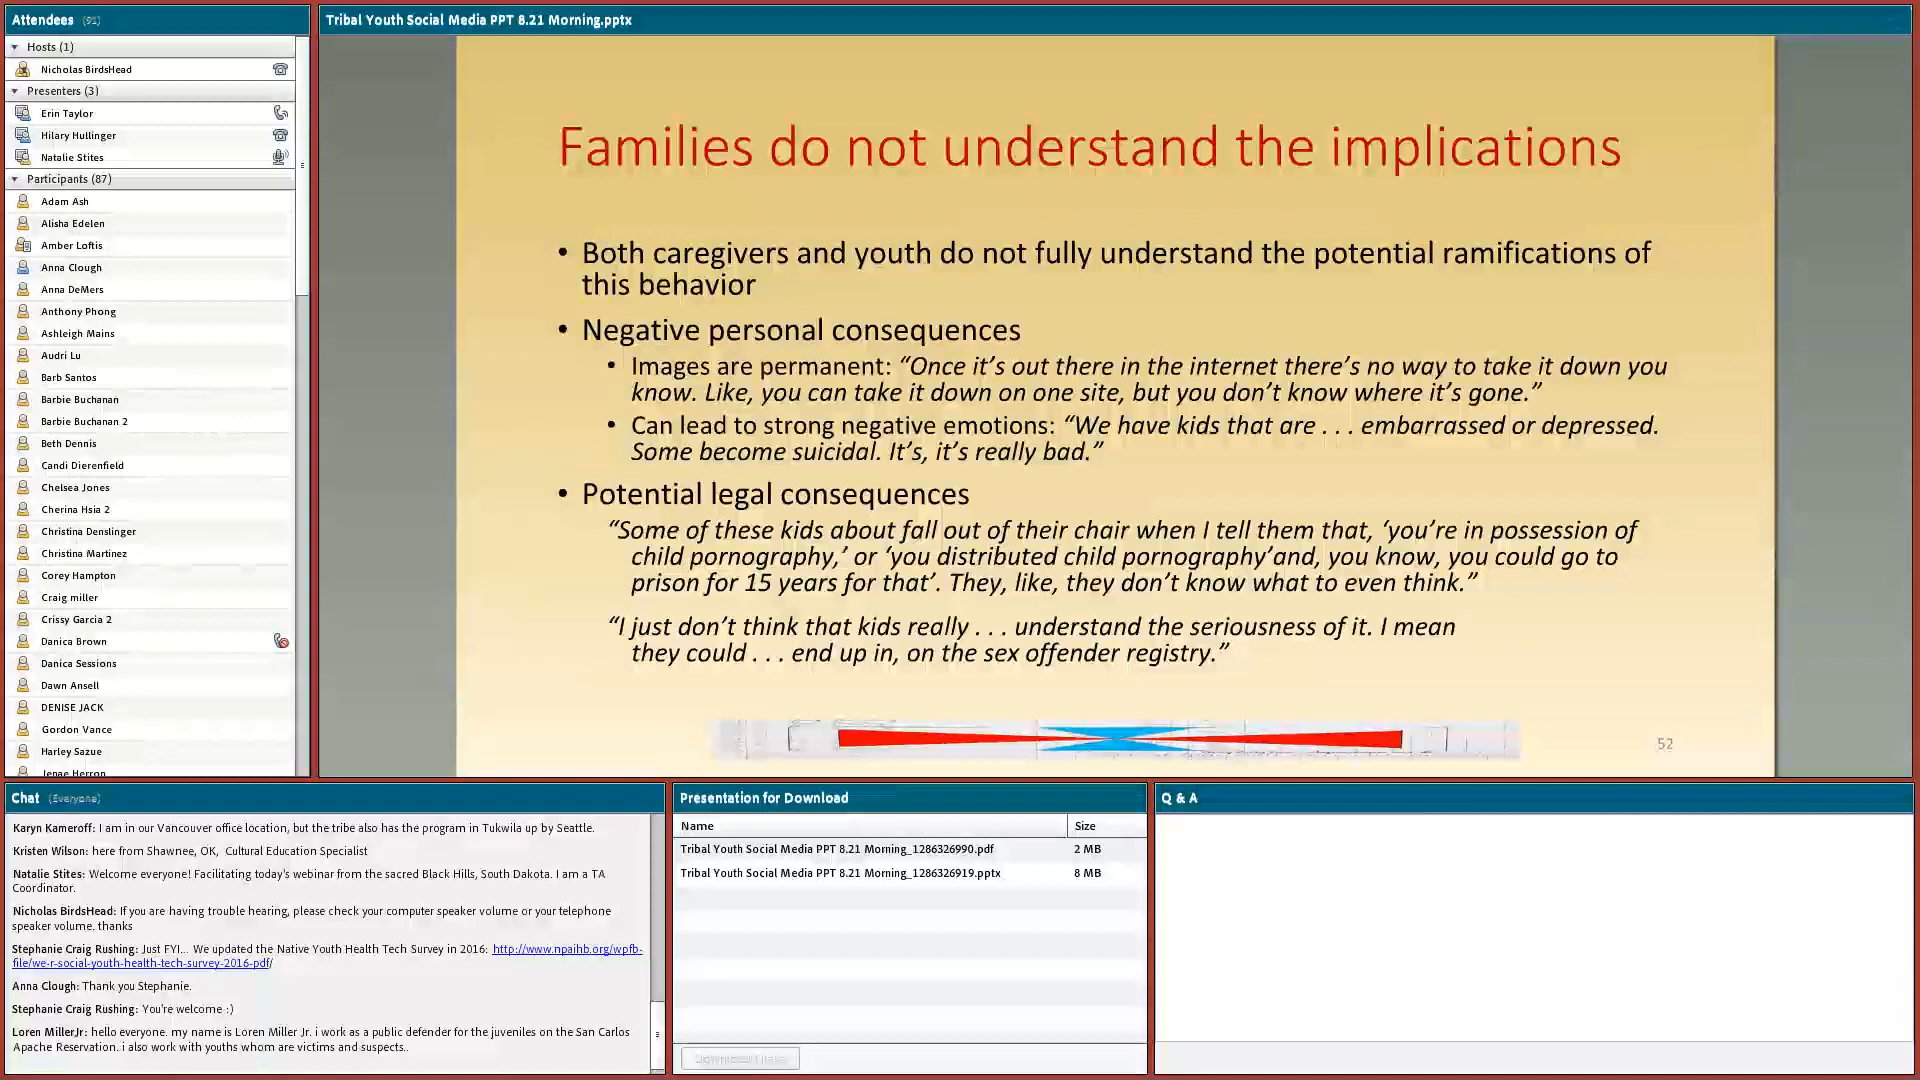 Attendees (91)
Hosts (1)
Nicholas BirdsHead
Presenters (3)
Erin Taylor
Hilary Hullinger
Natalie Stites
Participants (87)
Adam Ash
Alisha Edelen
Amber Loftis
Anna Clough
Anna DeMers
Anthony Phong
Ashleigh Mains
Audri Lu
Barb Santos
Barbie Buchanan
Barbie Buchanan 2
Beth Dennis
Candi Dierenfield
Chelsea Jones
Cherina Hsia 2
Christina Denslinger
Christina Martinez
Corey Hampton
Craig miller
Crissy Garcia 2
Danica Brown
Danica Sessions
Dawn Ansell
DENISE JACK
Gordon Vance
Harley Sazue
Jenae Herron
Tribal Youth Social Media PPT 8.21 Morning.pptx
Families do not understand the implications
• Both caregivers and youth do not fully understand the potential ramifications of
this behavior
• Negative personal consequences
• Images are permanent: “Once it’s out there in the internet there’s no way to take it down you
know. Like, you can take it down on one site, but you don’t know where it’s gone.”
• Can lead to strong negative emotions: “We have kids that are . . . embarrassed or depressed.
Some become suicidal. It’s, it’s really bad.”
• Potential legal consequences
“Some of these kids about fall out of their chair when I tell them that, ‘you’re in possession of
child pornography,’ or ‘you distributed child pornography’and, you know, you could go to
prison for 15 years for that’. They, like, they don’t know what to even think.”
“I just don’t think that kids really . . . understand the seriousness of it. I mean
they could . . . end up in, on the sex offender registry.”
52
Chat (Everyone)
Karyn Kameroff: I am in our Vancouver office location, but the tribe also has the program in Tukwila up by Seattle.
Kristen Wilson: here from Shawnee, OK, Cultural Education Specialist
Natalie Stites: Welcome everyone! Facilitating today's webinar from the sacred Black Hills, South Dakota. I am a TA
Coordinator.
Nicholas BirdsHead: If you are having trouble hearing, please check your computer speaker volume or your telephone
speaker volume. thanks
Stephanie Craig Rushing: Just FYI... We updated the Native Youth Health Tech Survey in 2016: http://www.npaihb.org/wpfb-
file/we-r-social-youth-health-tech-survey-2016-pdf/
Anna Clough: Thank you Stephanie.
Stephanie Craig Rushing: You're welcome :)
Loren MillerJr: hello everyone. my name is Loren Miller Jr. i work as a public defender for the juveniles on the San Carlos
Apache Reservation..i also work with youths whom are victims and suspects..
Presentation for Download
Name Size
Tribal Youth Social Media PPT 8.21 Morning_1286326990.pdf 2 MB
Tribal Youth Social Media PPT 8.21 Morning_1286326919.pptx 8 MB
Q & A